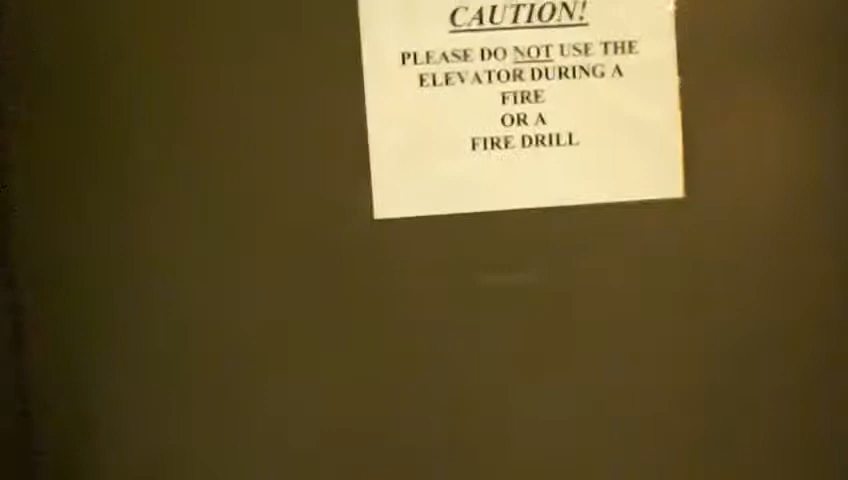 CAUTION!
PLEASE DO NOT USE THE
ELEVATOR DURING A
FIRE
OR A
FIRE DRILL